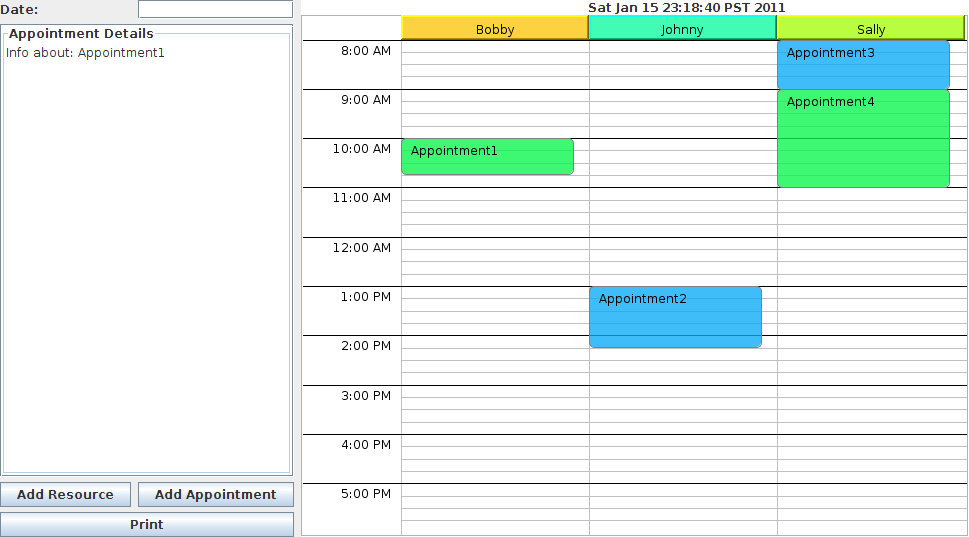 Date:
Appointment Details
Info about: Appointment1
Add Resource
Add Appointment
Print
Sat Jan 15 23:18:40 PST 2011
Bobby
Johnny
Sally
8:00 AM
Appointment3
9:00 AM
Appointment4
10:00 AM
Appointment1
11:00 AM
12:00 AM
1:00 PM
Appointment2
2:00 PM
3:00 PM
4:00 PM
5:00 PM